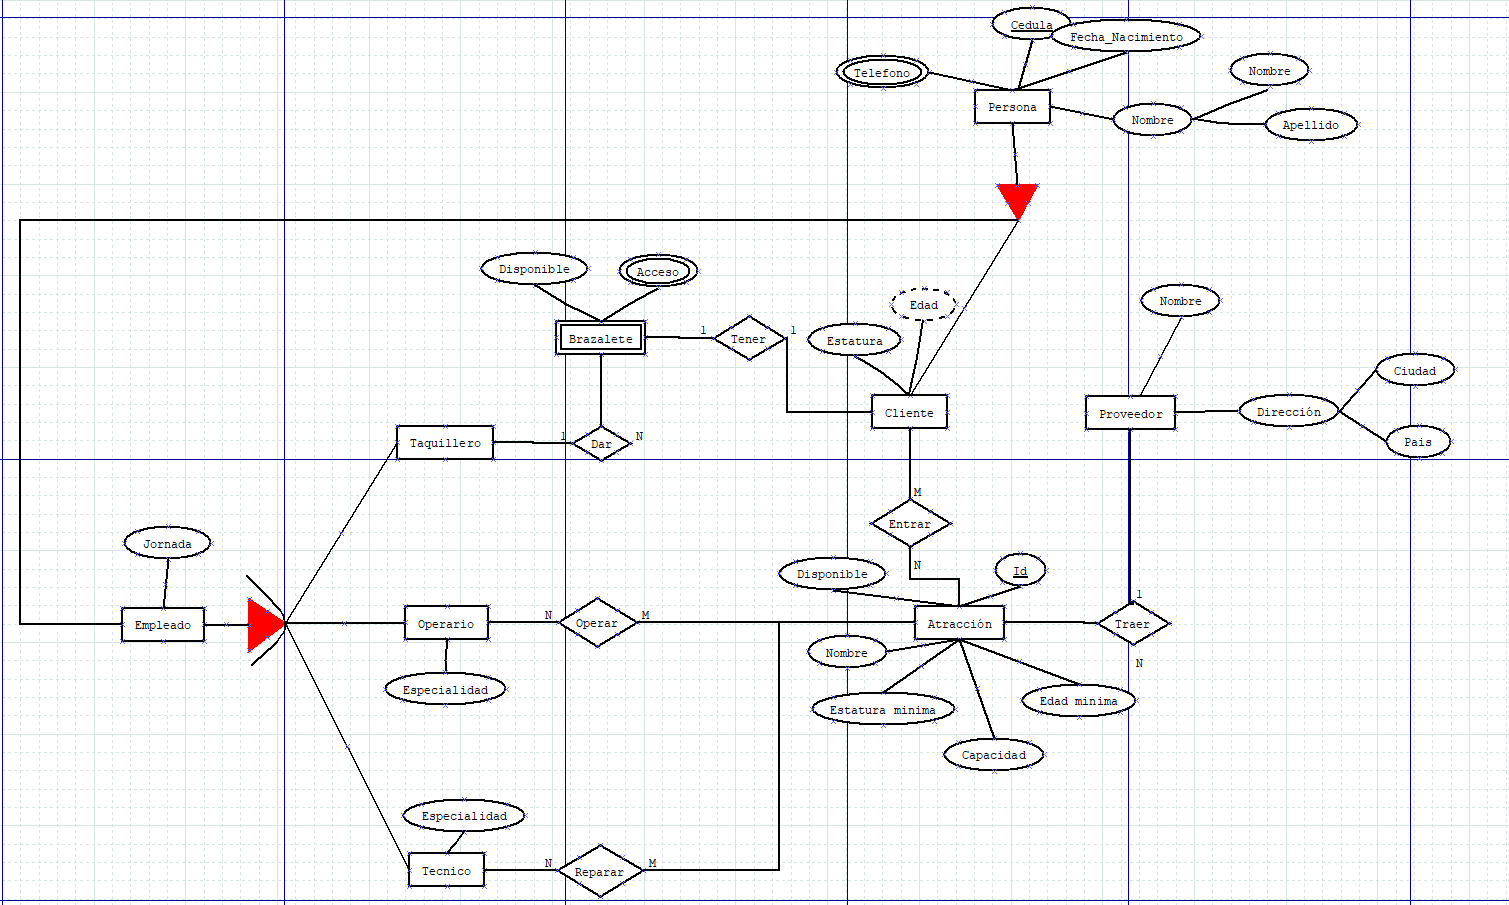 Cedula
Fecha_Nacimiento
Telefono
Nombre
Persona
Nombre
Apellido
Disponible
Acceso
Edad
Nombre
Brazalete
1
Tener
1
Estatura
Ciudad
Cliente
Proveedor
Dirección
Pais
Taquillero
1
Dar
N
M
Entrar
N
Jornada
Disponible
Id
1
Empleado
Operario
N
Operar
M
Atracción
Traer
Nombre
N
Especialidad
Estatura minima
Edad minima
Capacidad
Especialidad
Tecnico
N
Reparar
M